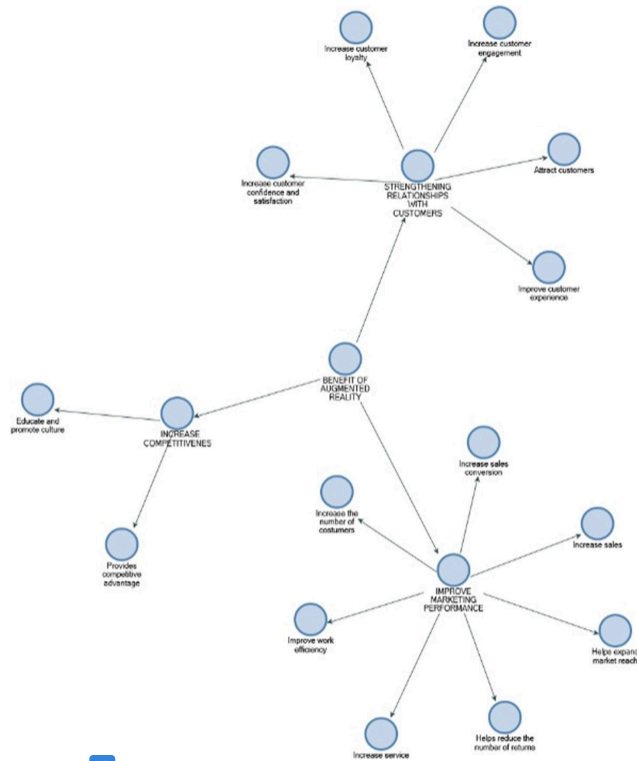 Increase customer
loyalty
Increase customer
engagement
Increase customer
confidence and
satisfaction
STRENGTHENING
RELATIONSHIPS
WITH
CUSTOMERS
Attract customers
Improve customer
experience
BENEFIT OF
AUGMENTED
REALITY
Educate and
promote culture
INCREASE
COMPETITIVENES
Provides
competitive
advantage
Increase sales
conversion
Increase the
number of
costumers
Increase sales
IMPROVE
MARKETING
PERFORMANCE
Improve work
efficiency
Helps expand
market reach
Increase service
Helps reduce the
number of returns